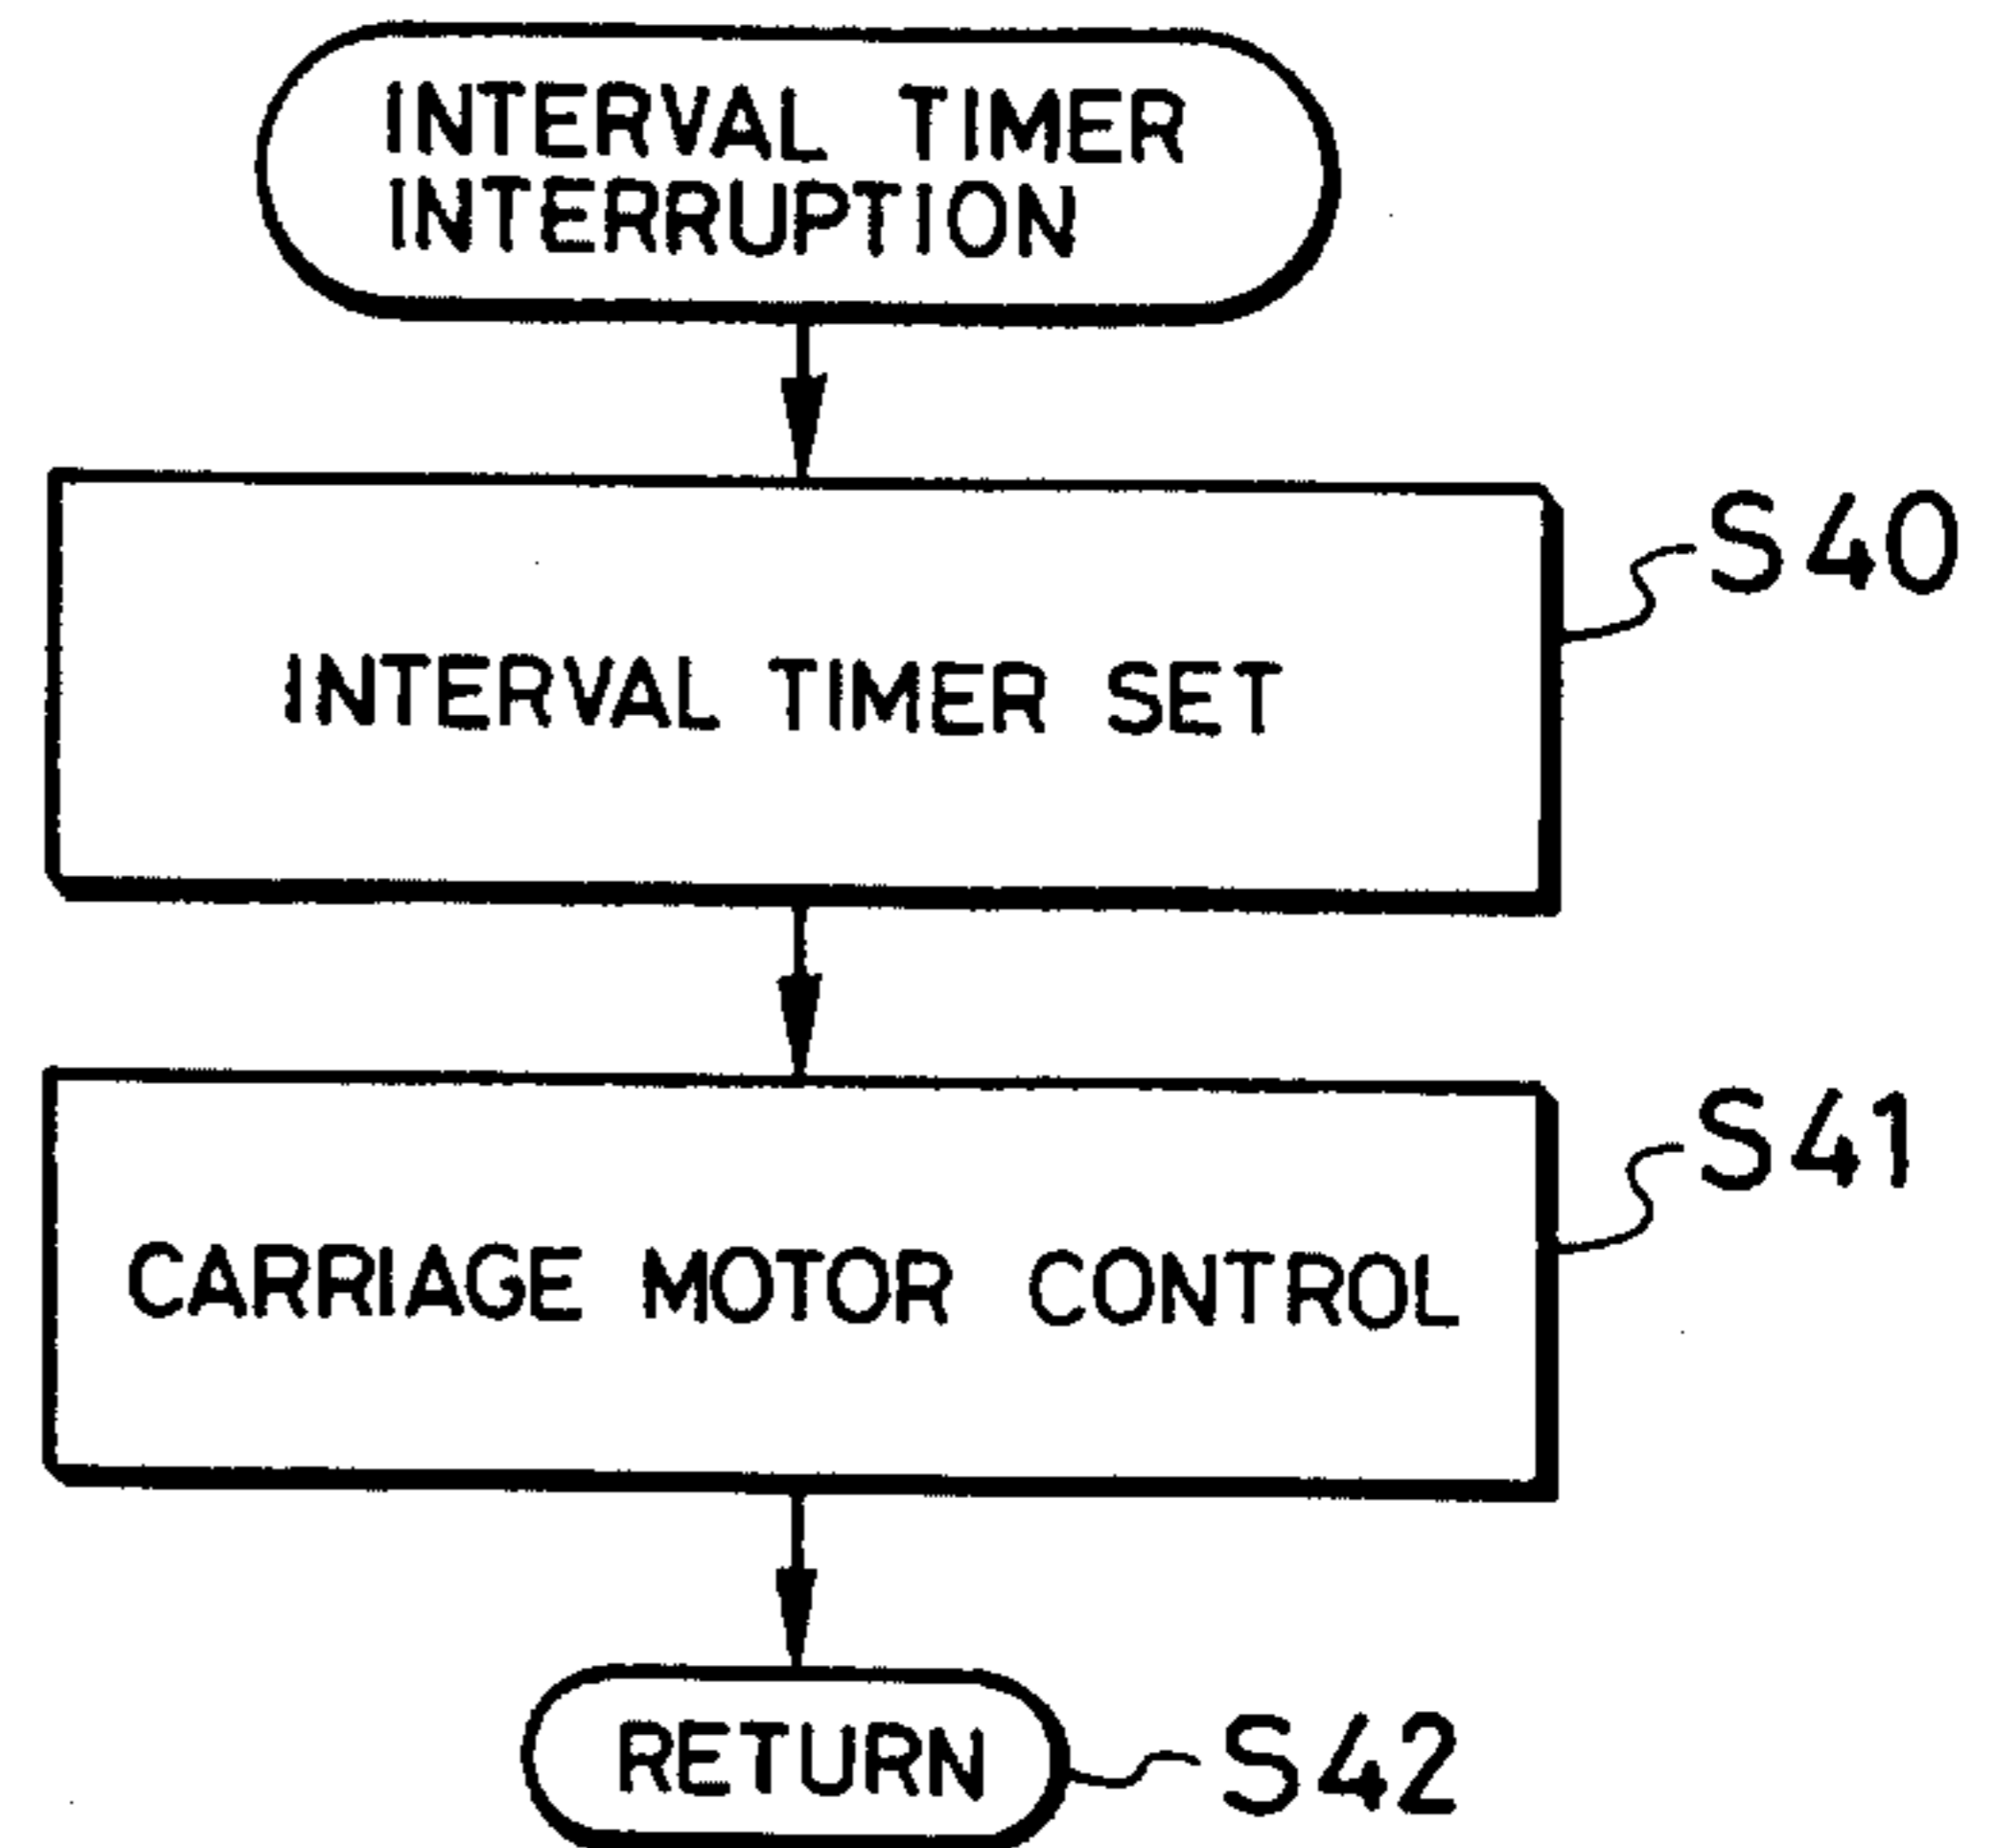 INTERVAL TIMER
INTERRUPTION
S40
INTERVAL TIMER SET
S41
CARRIAGE MOTOR CONTROL
RETURN
S42